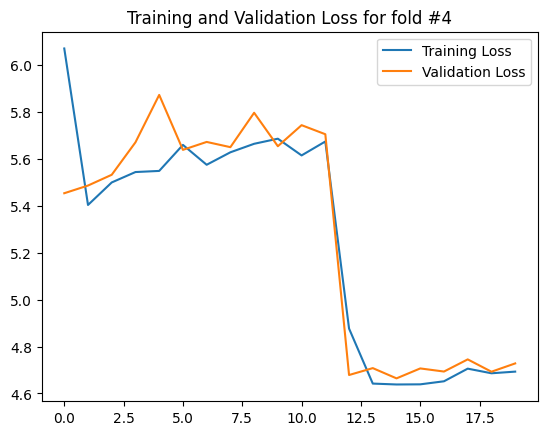 Training and Validation Loss for fold #4
Training Loss
Validation Loss
6.0
5.8
5.6
5.4
5.2
5.0
4.8
4.6
0.0 2.5 5.0 7.5 10.0 12.5 15.0 17.5